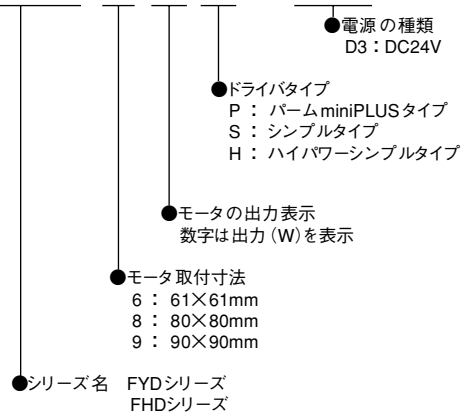 ●電源の種類
D3：DC24V
●ドライバタイプ
P ： パームminiPLUSタイプ
S ： シンプルタイプ
H ： ハイパワーシンプルタイプ
●モータの出力表示
数字は出力（W）を表示
●モータ取付寸法
6 ： 61×61mm
8 ： 80×80mm
9 ： 90×90mm
●シリーズ名　FYDシリーズ
FHDシリーズ